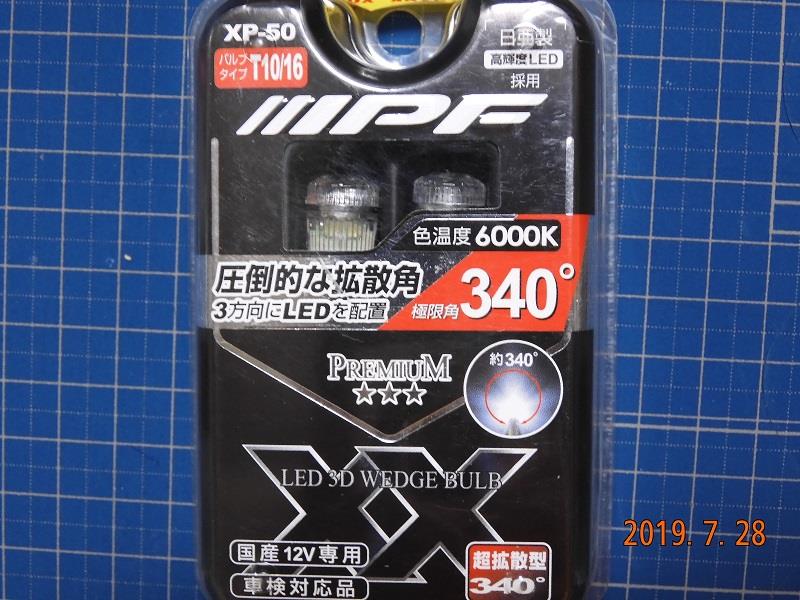 XP-50
バルブ
タイプ T10/16
日亜製
高輝度LED
採用
IPF
色温度 6000K
圧倒的な拡散角
3方向にLEDを配置
極限角 340°
PREMIUM
約340°
XX
LED 3D WEDGE BULB
国産12V専用
車検対応品
超拡散型
340°
2019. 7. 28